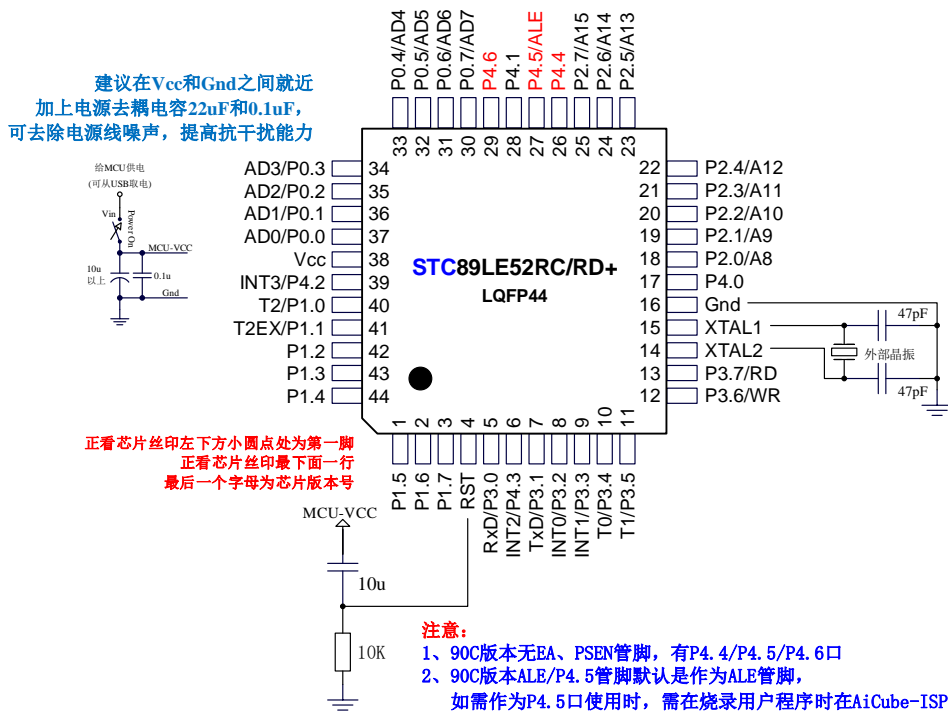 P0.4/AD4
P0.5/AD5
P0.6/AD6
P0.7/AD7
P4.6
P4.1
P4.5/ALE
P4.4
P2.7/A15
P2.6/A14
P2.5/A13
33
32
31
30
29
28
27
26
25
24
23
建议在Vcc和Gnd之间就近
加上电源去耦电容22uF和0.1uF，
可去除电源线噪声，提高抗干扰能力
给MCU供电
(可从USB取电)
Vin
Power On
MCU-VCC
10u
以上
0.1u
Gnd
AD3/P0.3 34
AD2/P0.2 35
AD1/P0.1 36
AD0/P0.0 37
Vcc 38
INT3/P4.2 39
T2/P1.0 40
T2EX/P1.1 41
P1.2 42
P1.3 43
P1.4 44
STC89LE52RC/RD+
LQFP44
22 P2.4/A12
21 P2.3/A11
20 P2.2/A10
19 P2.1/A9
18 P2.0/A8
17 P4.0
16 Gnd
15 XTAL1
14 XTAL2
13 P3.7/RD
12 P3.6/WR
47pF
外部晶振
47pF
正看芯片丝印左下方小圆点处为第一脚
正看芯片丝印最下面一行
最后一个字母为芯片版本号
1
2
3
4
5
6
7
8
9
10
11
P1.5
P1.6
P1.7
RST
RxD/P3.0
INT2/P4.3
TxD/P3.1
INT0/P3.2
INT1/P3.3
T0/P3.4
T1/P3.5
MCU-VCC
10u
10K
注意：
1、90C版本无EA、PSEN管脚，有P4.4/P4.5/P4.6口
2、90C版本ALE/P4.5管脚默认是作为ALE管脚，
如需作为P4.5口使用时，需在烧录用户程序时在AiCube-ISP